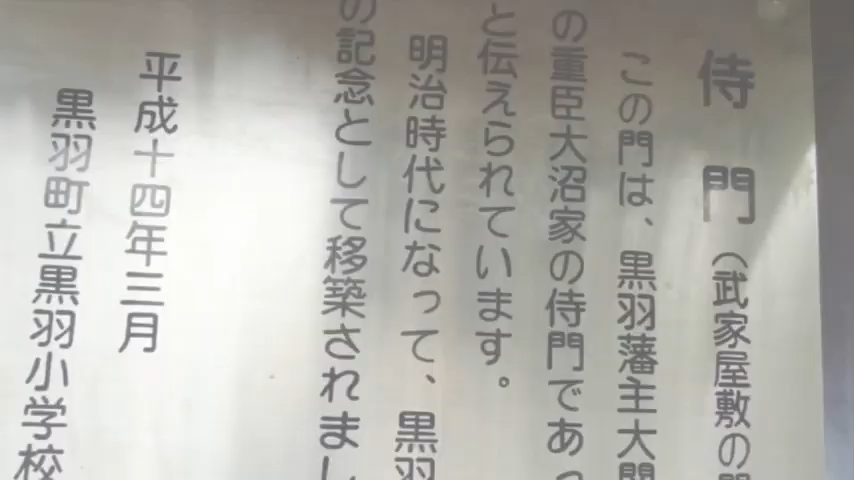 侍門（武家屋敷の門
この門は、黒羽藩主大関
の重臣大沼家の侍門であっ
と伝えられています。
明治時代になって、黒羽
の記念として移築されまし
平成十四年三月
黒羽町立黒羽小学校